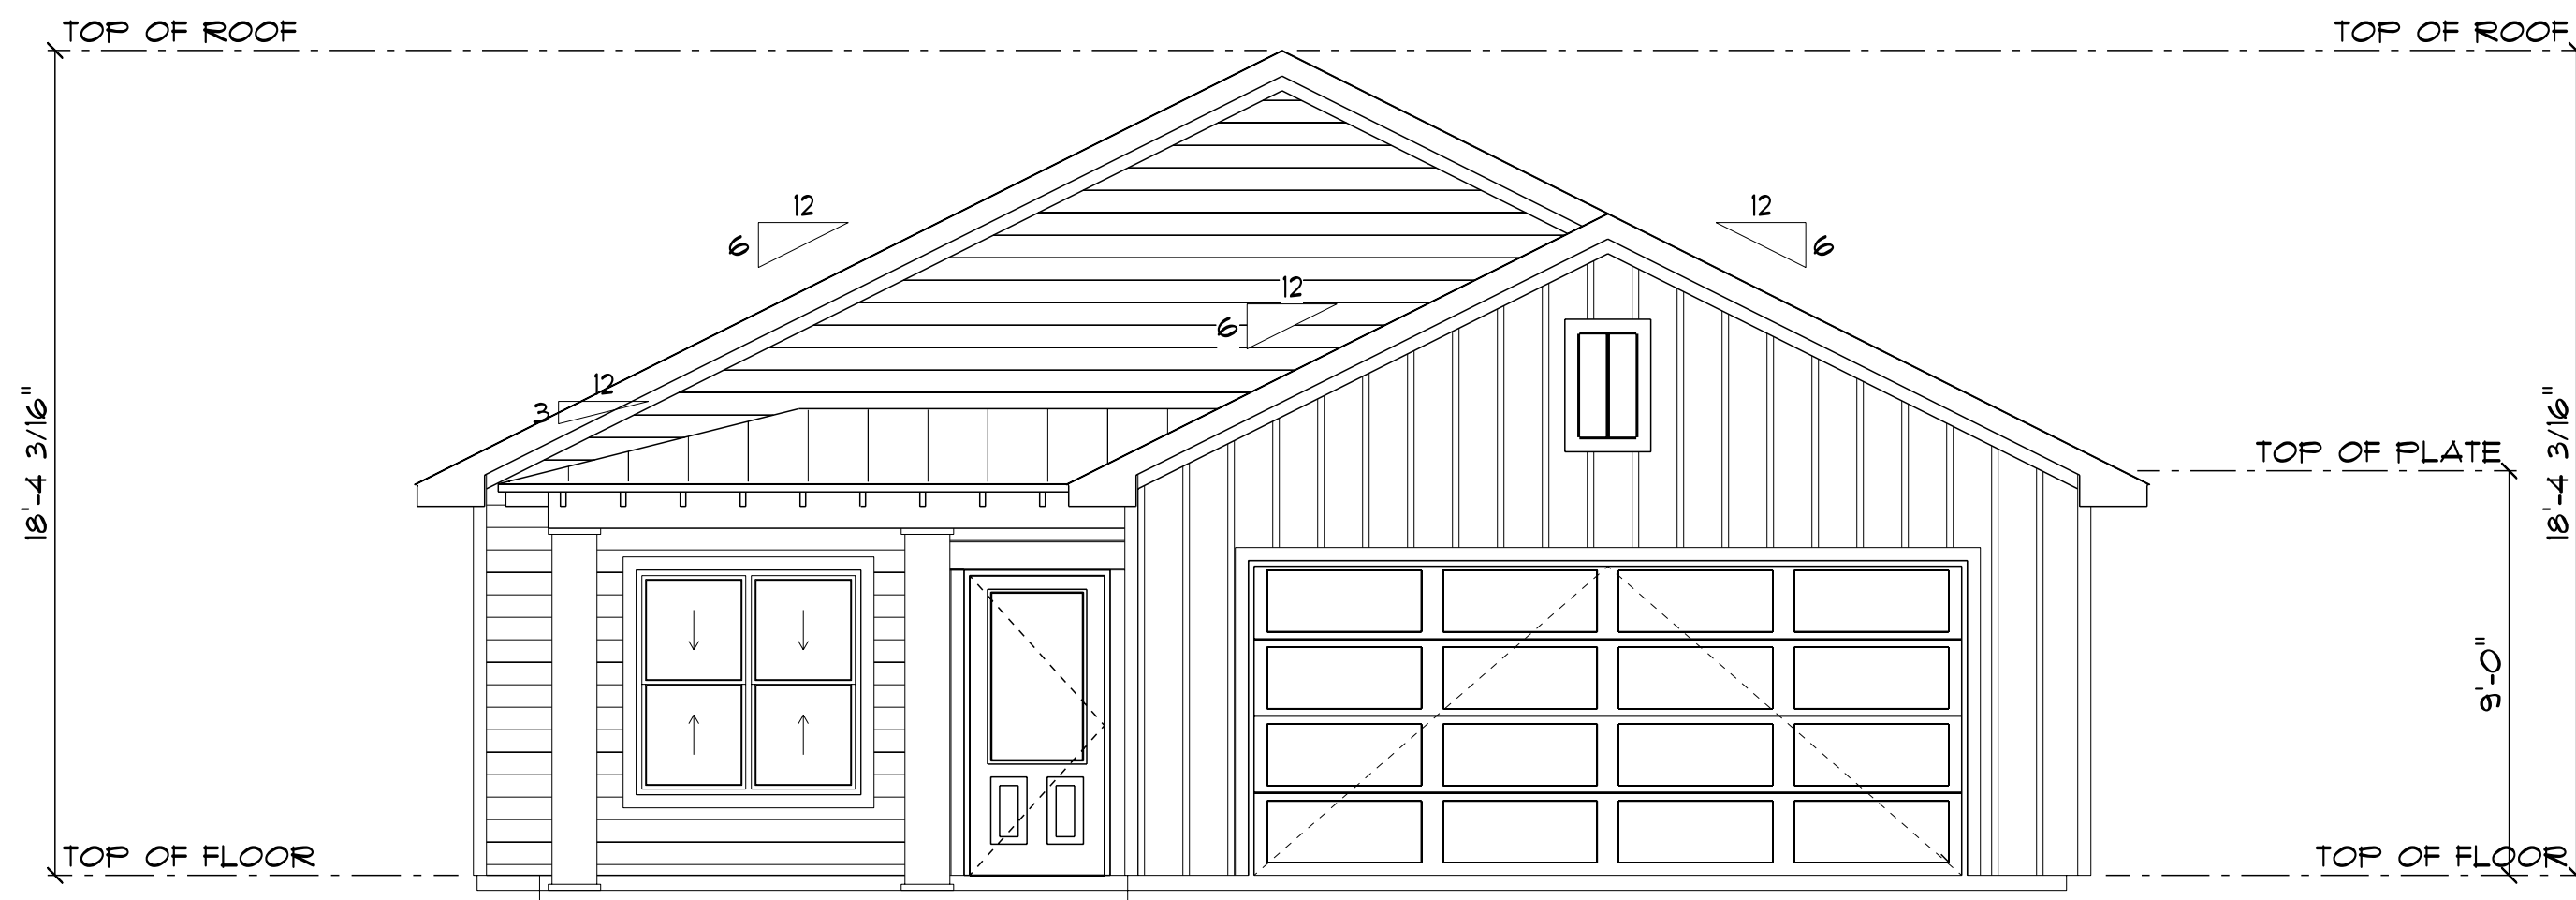 TOP OF ROOF
TOP OF ROOF
12
6
12
6
12
6
12
3
18'-4 3/16"
18'-4 3/16"
TOP OF PLATE
9'-0"
TOP OF FLOOR
TOP OF FLOOR